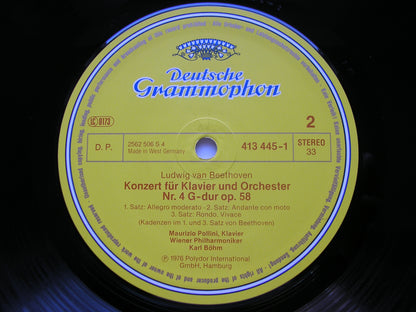 Deutsche
Grammophon
2
0173
D. P.
2562 506 S 4
Made in West Germany
413 445-1
STEREO
33
Ludwig van Beethoven
Konzert für Klavier und Orchester
Nr. 4 G-dur op. 58
1. Satz: Allegro moderato - 2. Satz: Andante con moto
3. Satz: Rondo. Vivace
(Kadenzen im 1. und 3. Satz von Beethoven)
Maurizio Pollini, Klavier
Wiener Philharmoniker
Karl Böhm
℗ 1976 Polydor International
GmbH, Hamburg